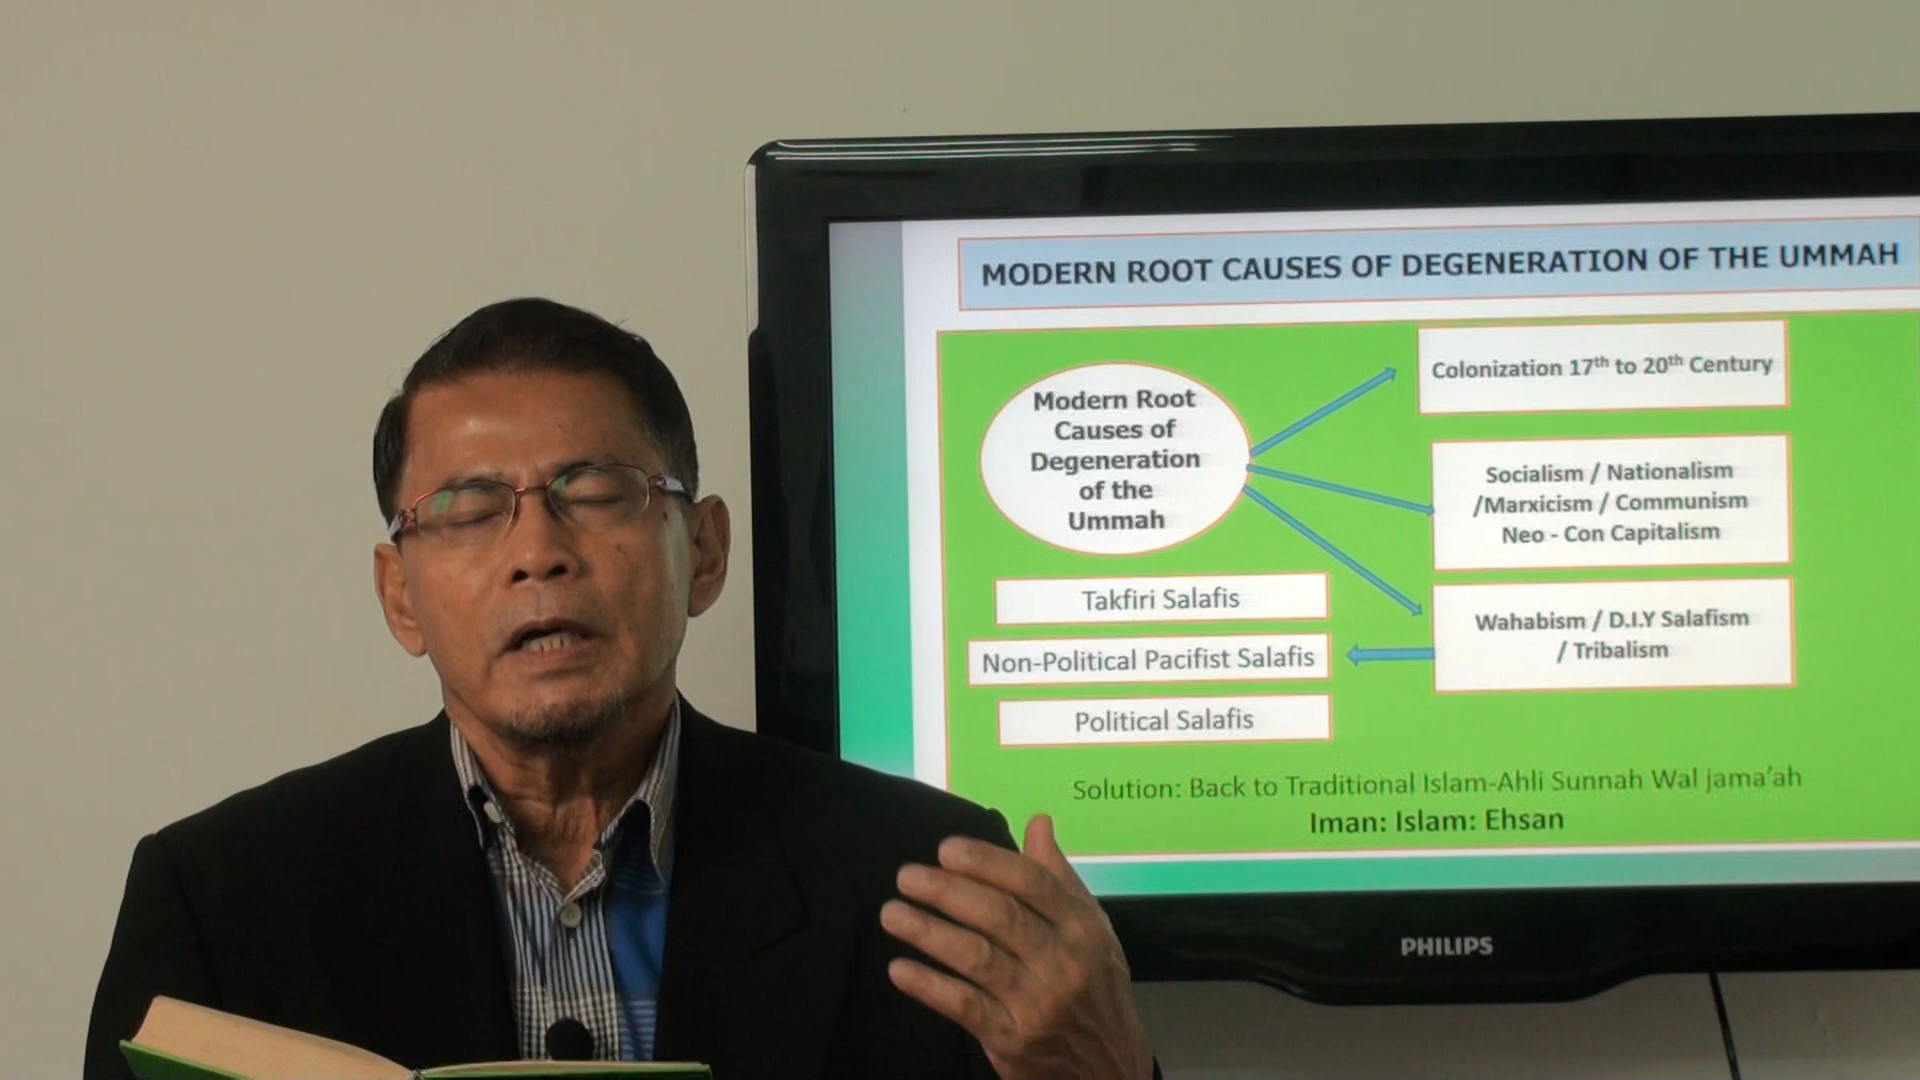 MODERN ROOT CAUSES OF DEGENERATION OF THE UMMAH
Modern Root
Causes of
Degeneration
of the
Ummah
Colonization 17th to 20th Century
Socialism / Nationalism
/Marxicism / Communism
Neo - Con Capitalism
Wahabism / D.I.Y Salafism
/ Tribalism
Takfiri Salafis
Non-Political Pacifist Salafis
Political Salafis
Solution: Back to Traditional Islam-Ahli Sunnah Wal jama’ah
Iman: Islam: Ehsan
PHILIPS